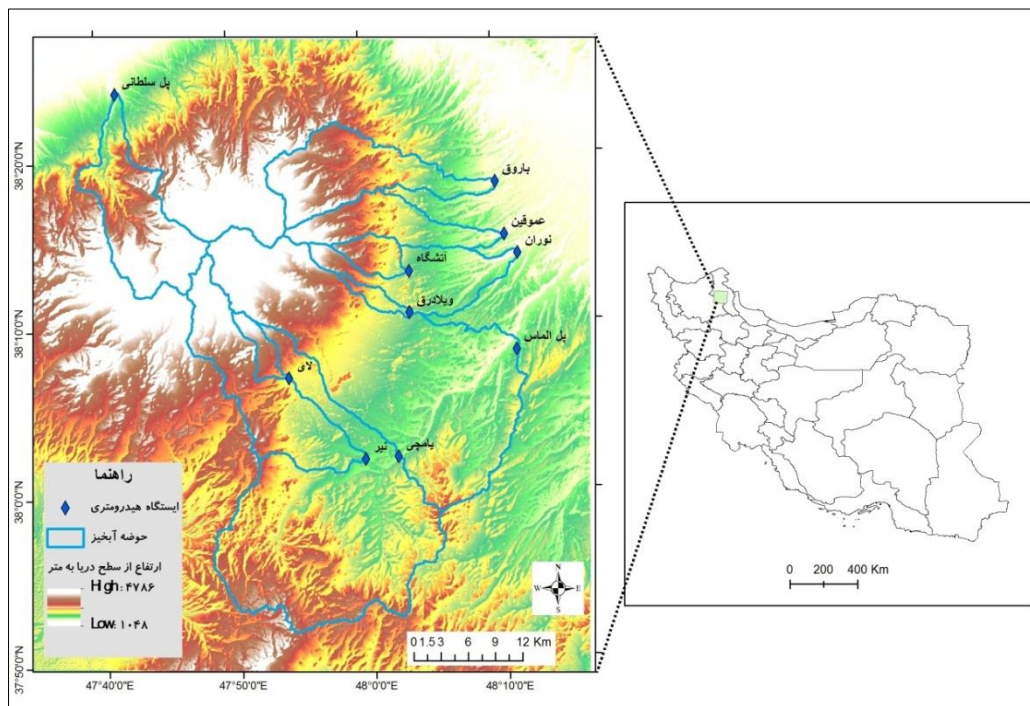 پل سلطانی
باروق
عموقین
نوران
آتشگاه
ویلادرق
پل الماس
لای
نیر
یامچی
38°20'0"N
38°10'0"N
38°0'0"N
37°50'0"N
47°40'0"E
47°50'0"E
48°0'0"E
48°10'0"E
راهنما
ایستگاه هیدرومتری
حوضه آبخیز
ارتفاع از سطح دریا به متر
High: ۴۷۸۶
Low: ۱۰۴۸
N
W E
S
0 1.5 3 6 9 12 Km
0 200 400 Km